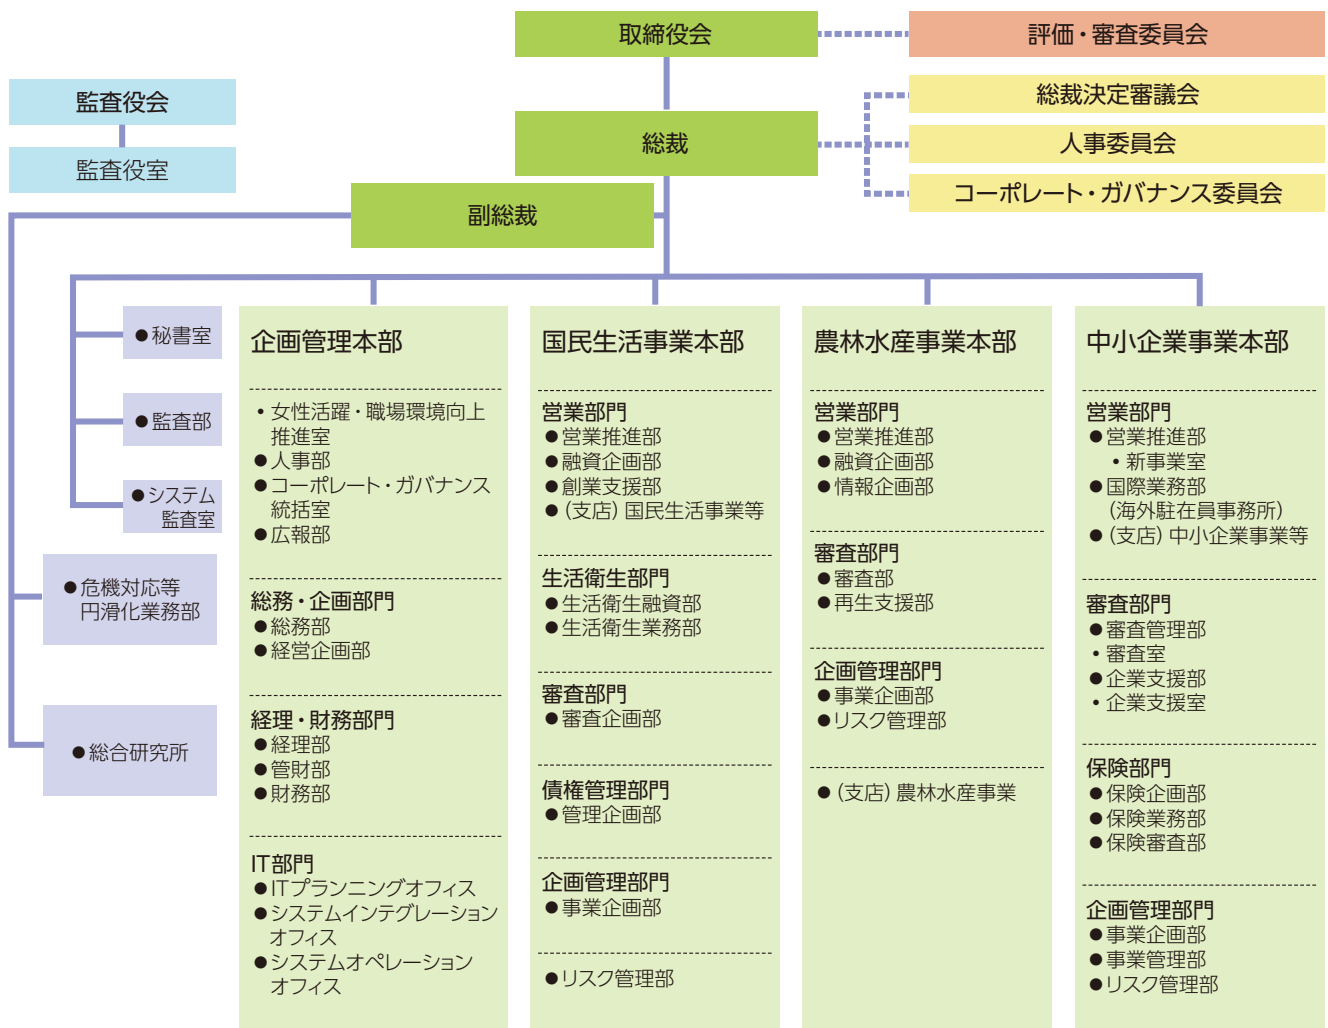 取締役会
評価・審査委員会
監査役会
監査役室
総裁
総裁決定審議会
人事委員会
コーポレート・ガバナンス委員会
副総裁
●秘書室
●監査部
●システム
監査室
●危機対応等
円滑化業務部
●総合研究所
企画管理本部
・女性活躍・職場環境向上
推進室
●人事部
●コーポレート・ガバナンス
統括室
●広報部
総務・企画部門
●総務部
●経営企画部
経理・財務部門
●経理部
●管財部
●財務部
IT部門
●ITプランニングオフィス
●システムインテグレーション
オフィス
●システムオペレーション
オフィス
国民生活事業本部
営業部門
●営業推進部
●融資企画部
●創業支援部
●（支店）国民生活事業等
生活衛生部門
●生活衛生融資部
●生活衛生業務部
審査部門
●審査企画部
債権管理部門
●管理企画部
企画管理部門
●事業企画部
●リスク管理部
農林水産事業本部
営業部門
●営業推進部
●融資企画部
●情報企画部
審査部門
●審査部
●再生支援部
企画管理部門
●事業企画部
●リスク管理部
●（支店）農林水産事業
中小企業事業本部
営業部門
●営業推進部
・新事業室
●国際業務部
（海外駐在員事務所）
●（支店）中小企業事業等
審査部門
●審査管理部
・審査室
●企業支援部
・企業支援室
保険部門
●保険企画部
●保険業務部
●保険審査部
企画管理部門
●事業企画部
●事業管理部
●リスク管理部